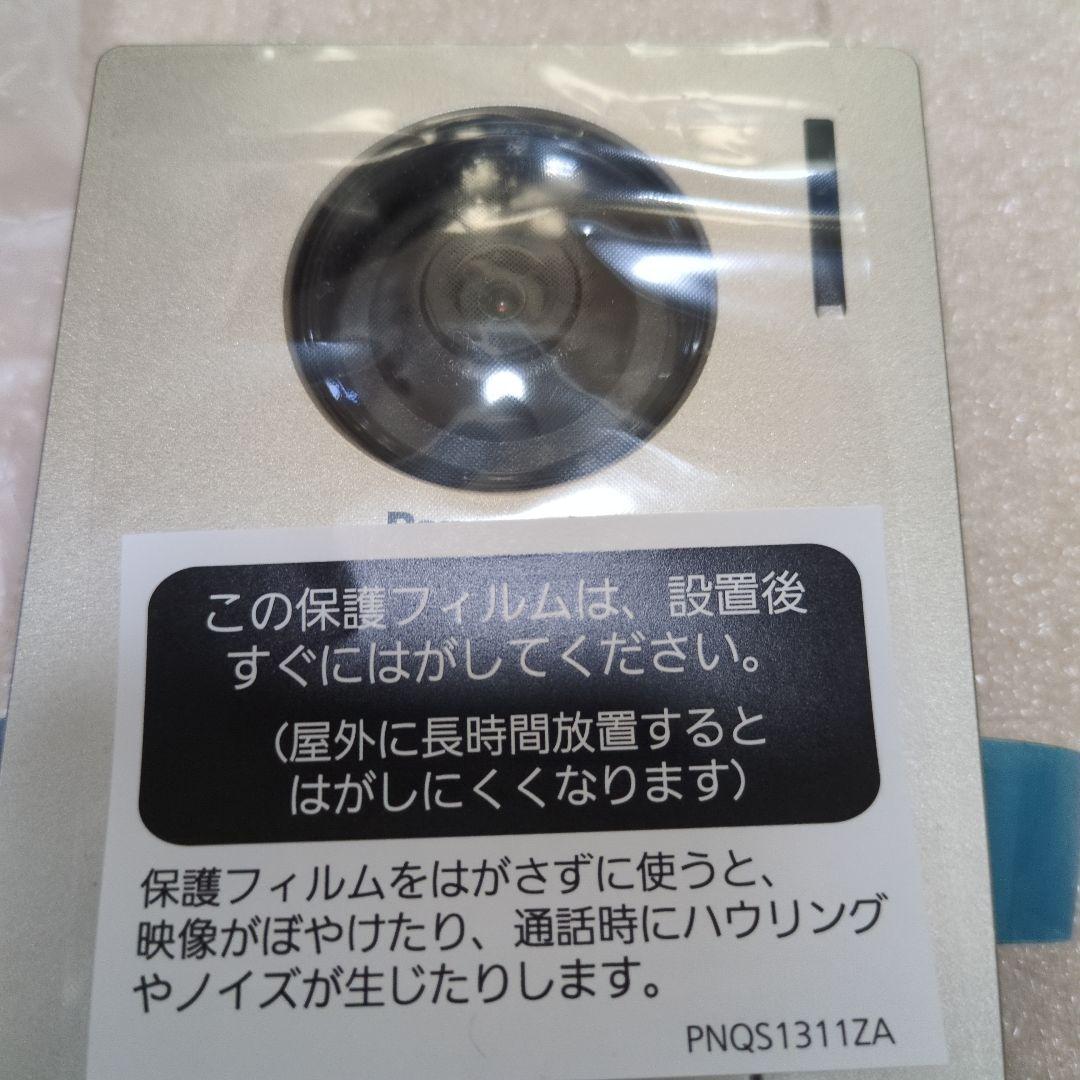 この保護フィルムは、設置後
すぐにはがしてください。
（屋外に長時間放置すると
はがしにくくなります）
保護フィルムをはがさずに使うと、
映像がぼやけたり、通話時にハウリング
やノイズが生じたりします。
PNQS1311ZA